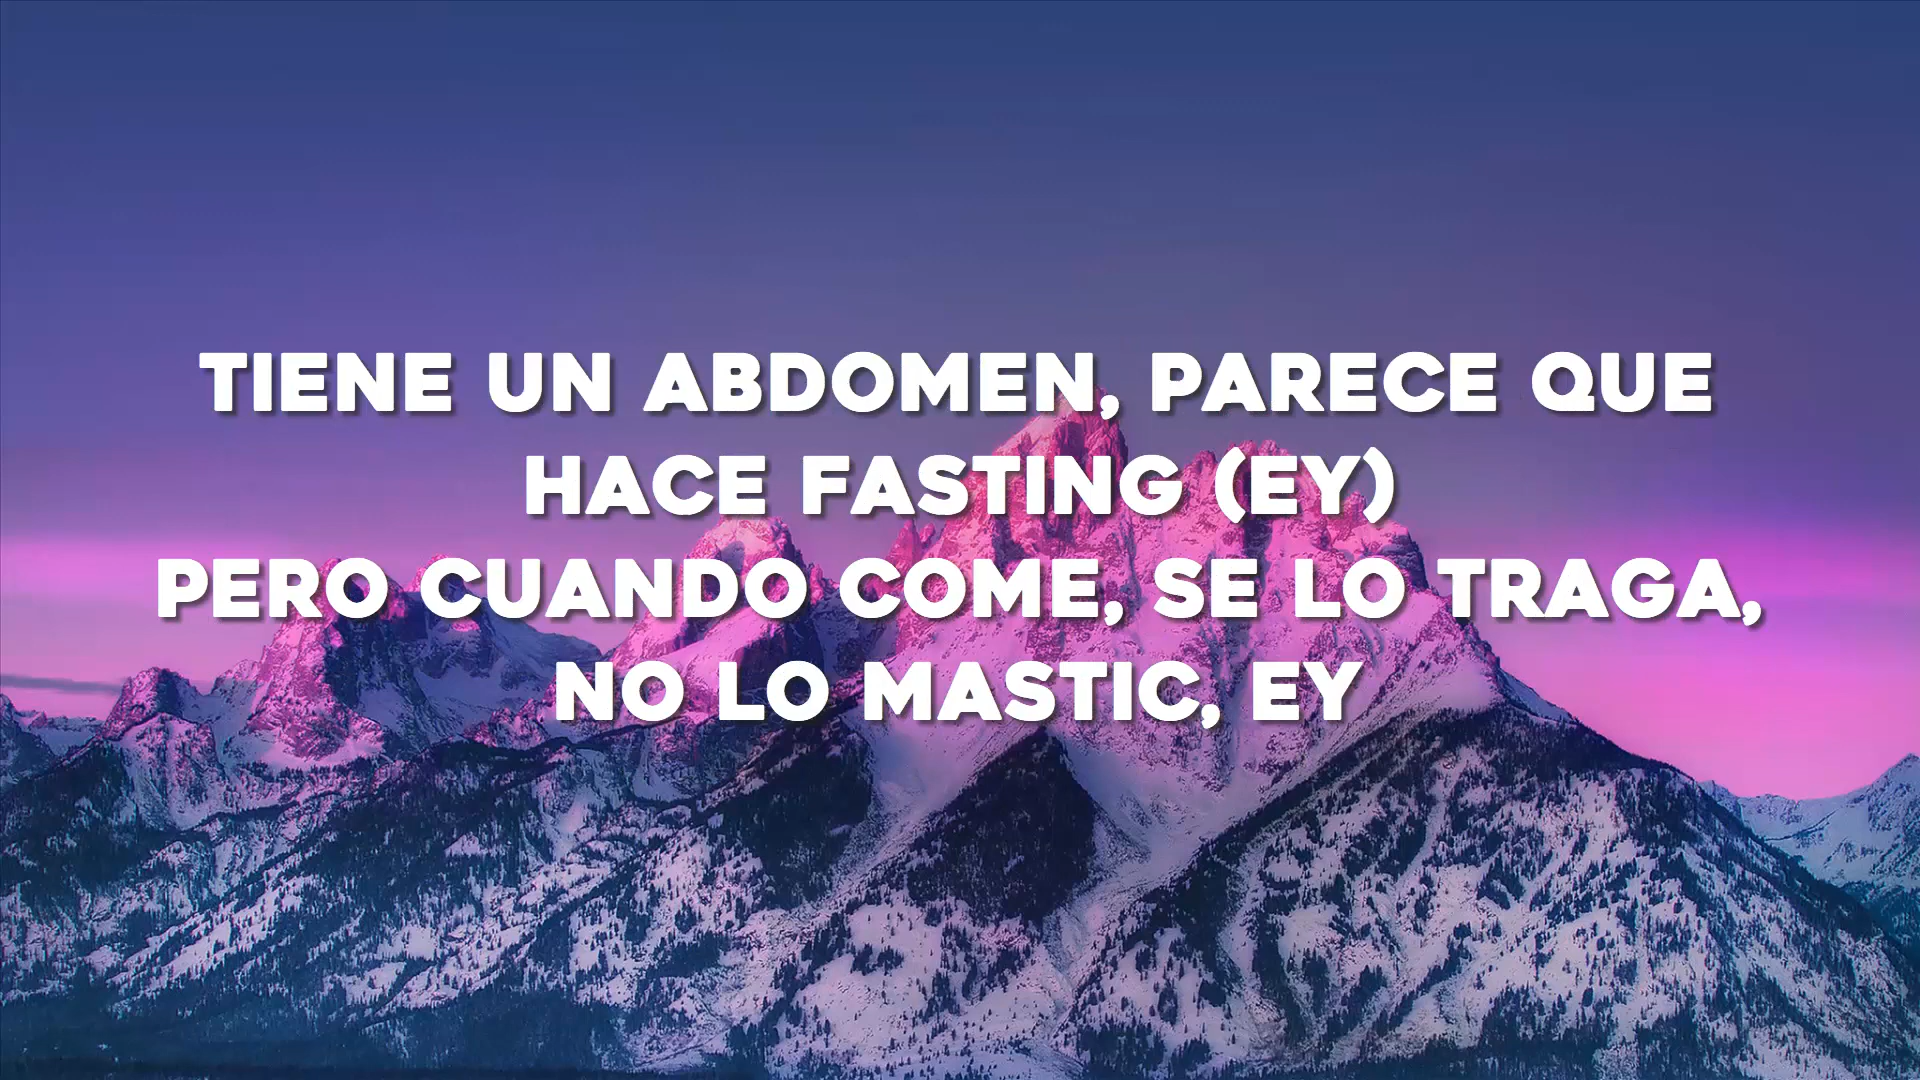 TIENE UN ABDOMEN, PARECE QUE
HACE FASTING (EY)
PERO CUANDO COME, SE LO TRAGA,
NO LO MASTIC, EY